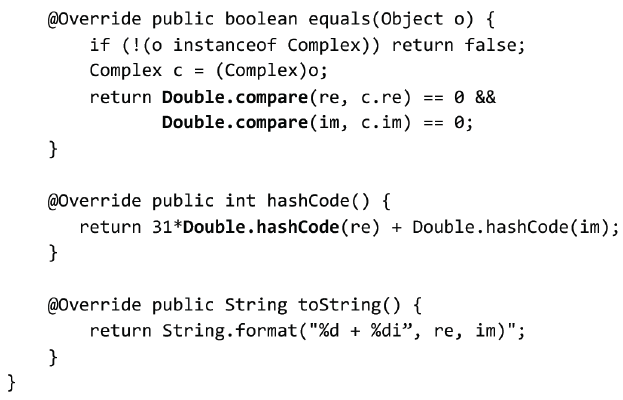 @Override public boolean equals(Object o) {
if (!(o instanceof Complex)) return false;
Complex c = (Complex)o;
return Double.compare(re, c.re) == 0 &&
Double.compare(im, c.im) == 0;
}
@Override public int hashCode() {
return 31*Double.hashCode(re) + Double.hashCode(im);
}
@Override public String toString() {
return String.format("%d + %di”, re, im)";
}
}